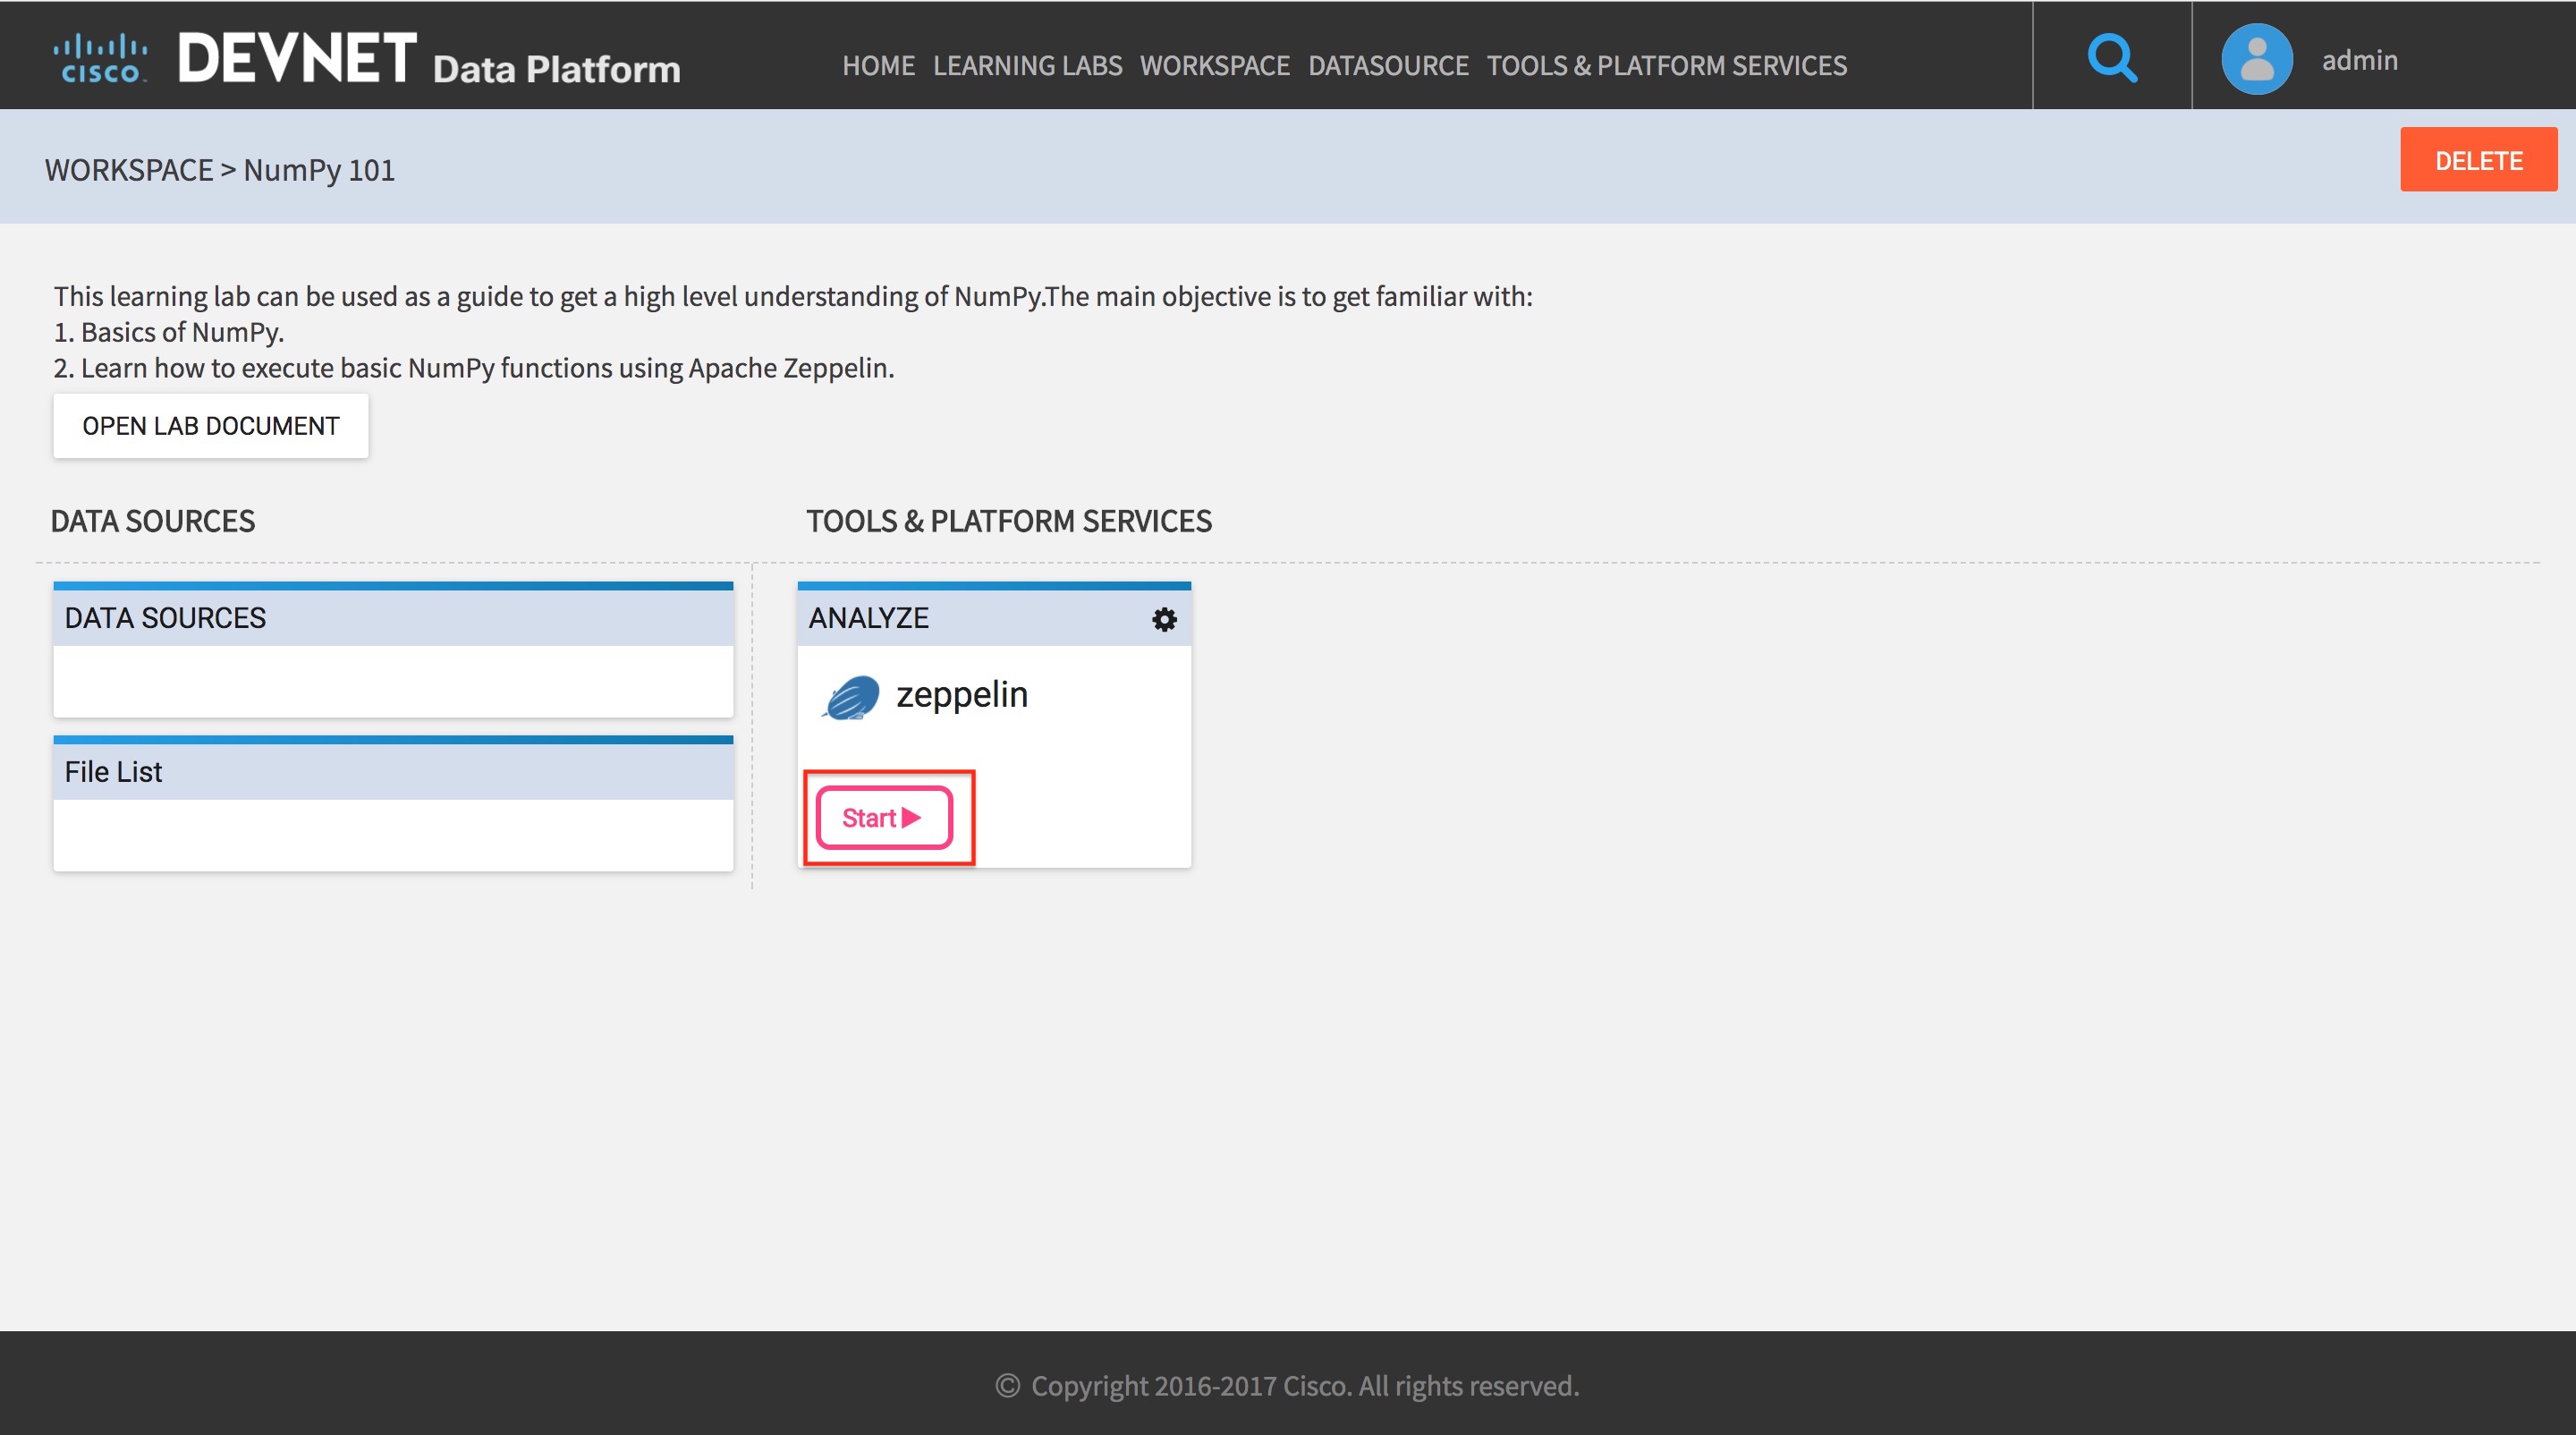 CISCO DEVNET Data Platform HOME LEARNING LABS WORKSPACE DATASOURCE TOOLS & PLATFORM SERVICES admin
WORKSPACE > NumPy 101 DELETE
This learning lab can be used as a guide to get a high level understanding of NumPy.The main objective is to get familiar with:
1. Basics of NumPy.
2. Learn how to execute basic NumPy functions using Apache Zeppelin.
OPEN LAB DOCUMENT
DATA SOURCES TOOLS & PLATFORM SERVICES
DATA SOURCES
File List
ANALYZE
zeppelin
Start
© Copyright 2016-2017 Cisco. All rights reserved.